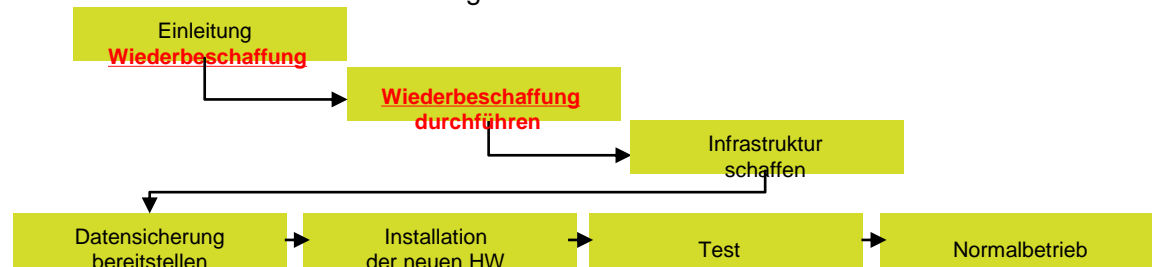 Einleitung
Wiederbeschaffung
Wiederbeschaffung
durchführen
Infrastruktur
schaffen
Datensicherung
bereitstellen
Installation
der neuen HW
Test
Normalbetrieb